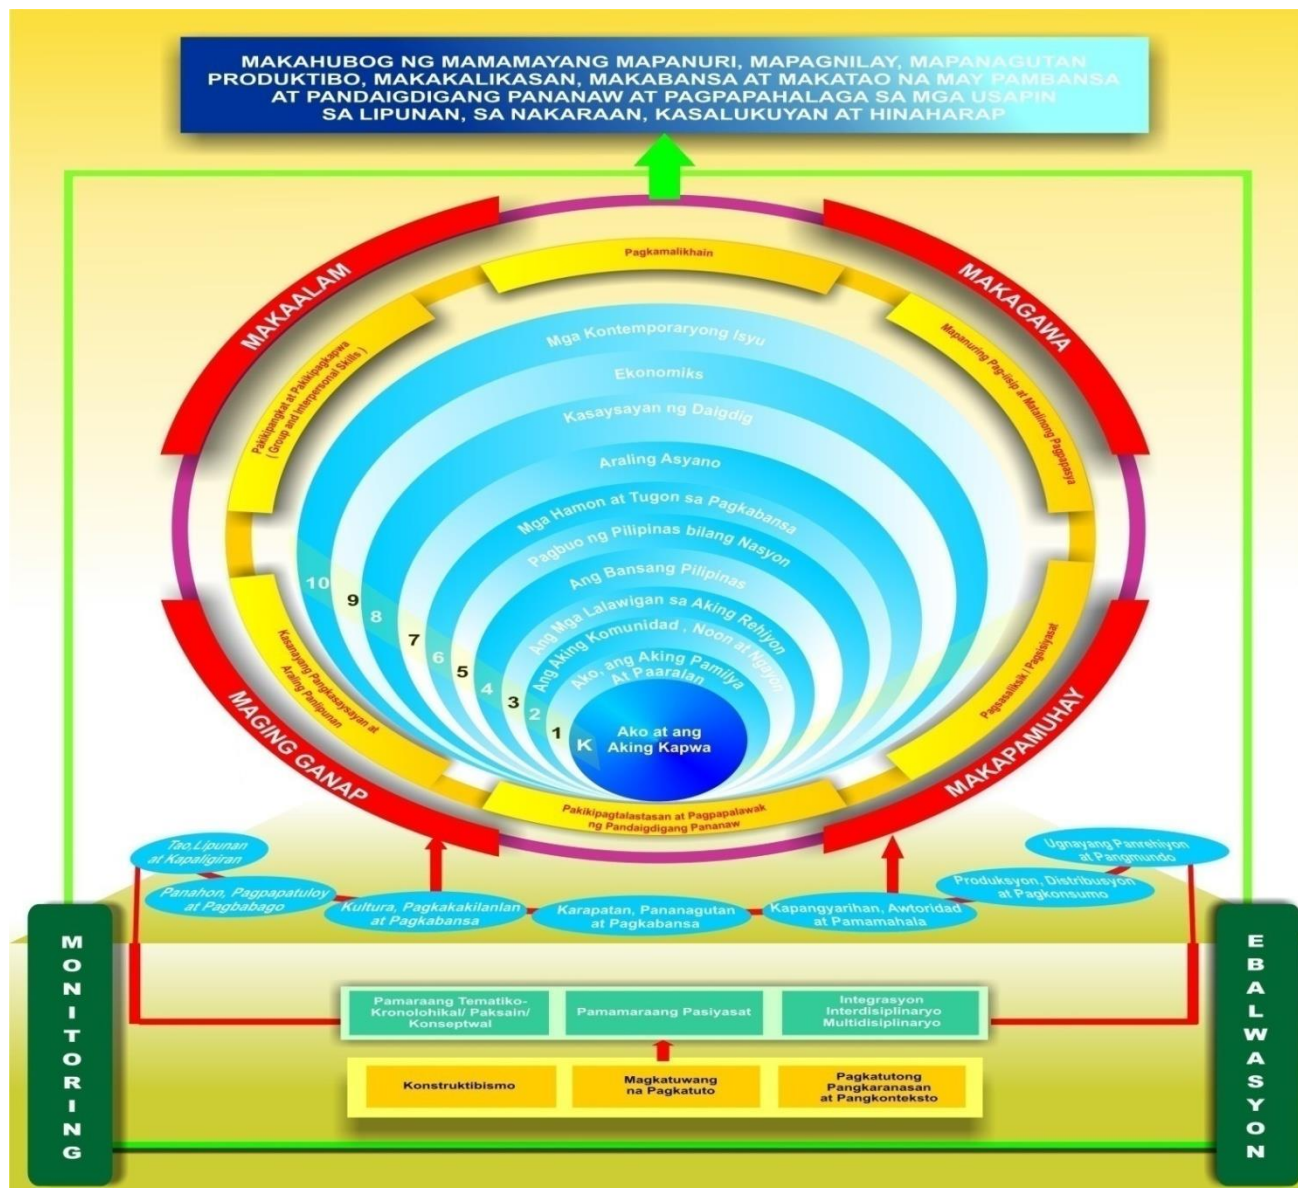 MAKAHUBOG NG MAMAMAYANG MAPANURI, MAPAGNILAY, MAPANAGUTAN
PRODUKTIBO, MAKAKALIKASAN, MAKABANSA AT MAKATAO NA MAY PAMBANSA
AT PANDAIGDIGANG PANANAW AT PAGPAPAHALAGA SA MGA USAPIN
SA LIPUNAN, SA NAKARAAN, KASALUKUYAN AT HINAHARAP
MAKAALAM
MAKAGAWA
Pagkamalikhain
Pakikipangkat at Pakikipagkapwa
( Group and Interpersonal Skills )
Mapanuring Pag-iisip at Matalinong Pagpapasya
Mga Kontemporaryong Isyu
Ekonomiks
Kasaysayan ng Daigdig
Araling Asyano
Mga Hamon at Tugon sa Pagkabansa
Pagbuo ng Pilipinas bilang Nasyon
Ang Bansang Pilipinas
Ang Mga Lalawigan sa Aking Rehiyon
Ang Aking Komunidad , Noon at Ngayon
Ako, ang Aking Pamilya
At Paaralan
Ako at ang
Aking Kapwa
10
9
8
7
6
5
4
3
2
1
K
Kasanayang Pangkasaysayan at
Araling Panlipunan
Pagsasaliksik / Pagsisiyasat
MAGING GANAP
MAKAPAMUHAY
Pakikipagtalastasan at Pagpapalawak
ng Pandaigdigang Pananaw
Tao,Lipunan
at Kapaligiran
Panahon, Pagpapatuloy
at Pagbabago
Kultura, Pagkakakilanlan
at Pagkabansa
Karapatan, Pananagutan
at Pagkabansa
Kapangyarihan, Awtoridad
at Pamamahala
Produksyon, Distribusyon
at Pagkonsumo
Ugnayang Panrehiyon
at Pangmundo
MONITORING
EBALWASYON
Pamaraang Tematiko-
Kronolohikal/ Paksain/
Konseptwal
Pamamaraang Pasiyasat
Integrasyon
Interdisiplinaryo
Multidisiplinaryo
Konstruktibismo
Magkatuwang
na Pagkatuto
Pagkatutong
Pangkaranasan
at Pangkonteksto